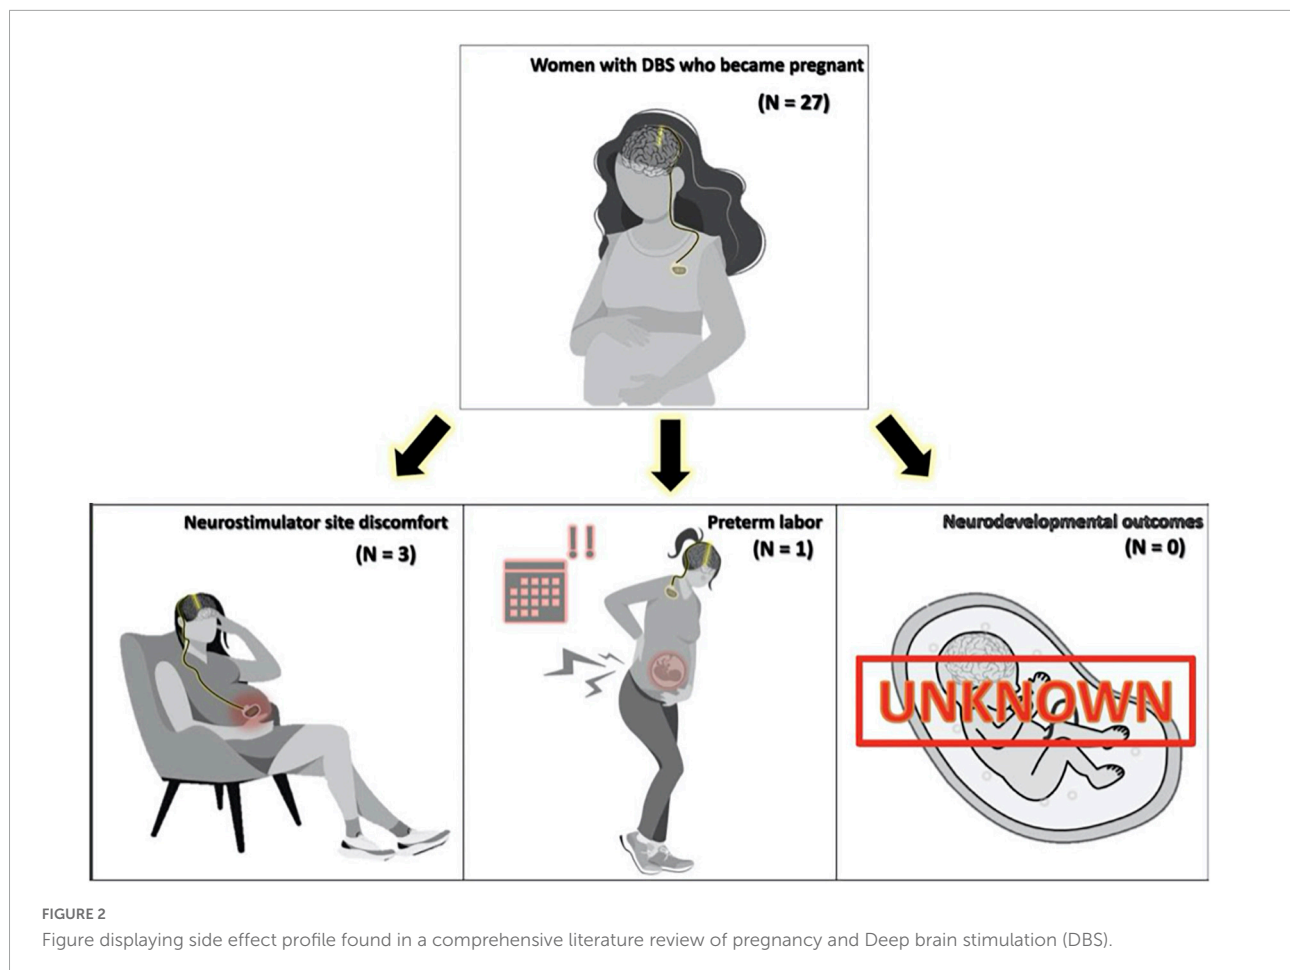 Women with DBS who became pregnant
(N = 27)
Neurostimulator site discomfort
(N = 3)
!!
Preterm labor
(N = 1)
Neurodevelopmental outcomes
(N = 0)
UNKNOWN
FIGURE 2
Figure displaying side effect profile found in a comprehensive literature review of pregnancy and Deep brain stimulation (DBS).